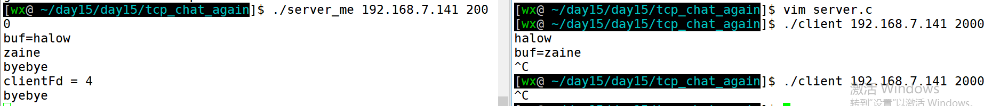 [wx@ ~/day15/day15/tcp_chat_again]$ ./server_me 192.168.7.141 200
0
buf=halow
zaine
byebye
clientFd = 4
byebye
[wx@ ~/day15/day15/tcp_chat_again]$ vim server.c
[wx@ ~/day15/day15/tcp_chat_again]$ ./client 192.168.7.141 2000
halow
buf=zaine
^C
[wx@ ~/day15/day15/tcp_chat_again]$ ./client 192.168.7.141 2000
^C
激活 Windows
转到"设置"以激活 Windows。